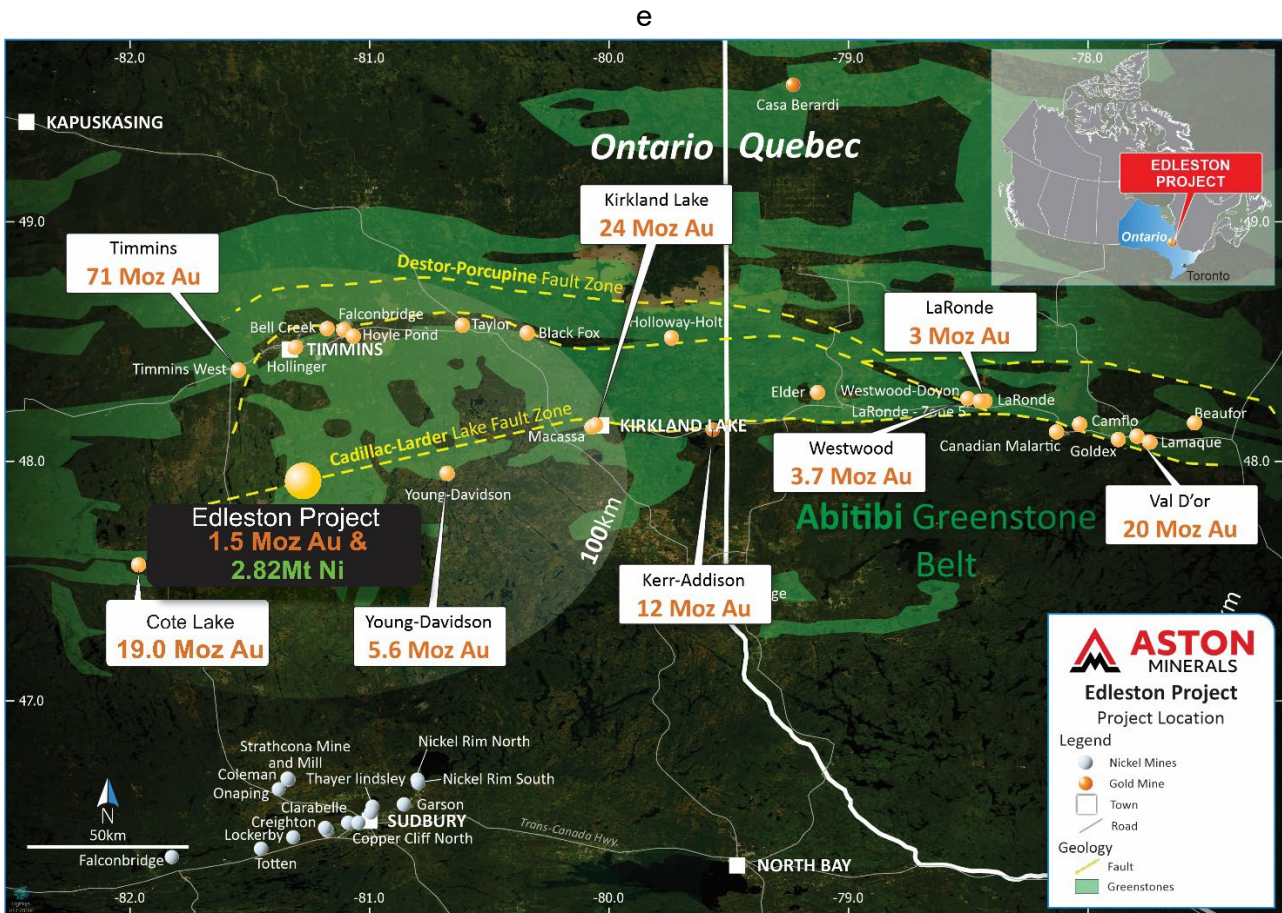 e
-82.0
-81.0
-80.0
-79.0
-78.0
KAPUSKASING
Casa Berardi
Ontario
Quebec
EDLESTON
PROJECT
Ontario
Toronto
49.0
49.0
Kirkland Lake
24 Moz Au
Timmins
71 Moz Au
Destor-Porcupine Fault Zone
LaRonde
3 Moz Au
Bell Creek
Falconbridge
Hoyle Pond
Taylor
Black Fox
Holloway-Holt
TIMMINS
Hollinger
Timmins West
Elder
Westwood-Doyon
LaRonde
LaRonde - Zone 5
Cadillac-Larder Lake Fault Zone
Macassa
KIRKLAND LAKE
Camflo
Beaufor
Canadian Malartic
Goldex
Lamaque
48.0
48.0
Westwood
3.7 Moz Au
Young-Davidson
Edleston Project
1.5 Moz Au &
2.82Mt Ni
100km
Abitibi Greenstone
Belt
Val D'or
20 Moz Au
Kerr-Addison
12 Moz Au
Cote Lake
19.0 Moz Au
Young-Davidson
5.6 Moz Au
47.0
ASTON
MINERALS
Edleston Project
Project Location
Legend
Nickel Mines
Gold Mine
Town
Road
Geology
Fault
Greenstones
Strathcona Mine
and Mill
Nickel Rim North
Coleman
Thayer lindsley
Nickel Rim South
Onaping
Clarabelle
Garson
Creighton
SUDBURY
Lockerby
Copper Cliff North
Totten
Falconbridge
N
50km
Trans-Canada Hwy.
NORTH BAY
-82.0
-81.0
-80.0
-79.0